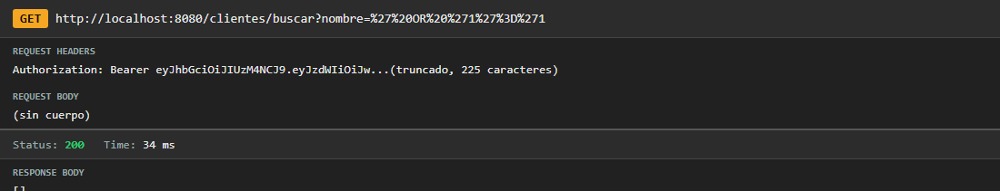 GET http://localhost:8080/clientes/buscar?nombre=%27%20OR%20%271%27%3D%271
REQUEST HEADERS
Authorization: Bearer eyJhbGciOiJIUzM4NCJ9.eyJzdWIiOiJw...(truncado, 225 caracteres)
REQUEST BODY
(sin cuerpo)
Status: 200 Time: 34 ms
RESPONSE BODY
[]